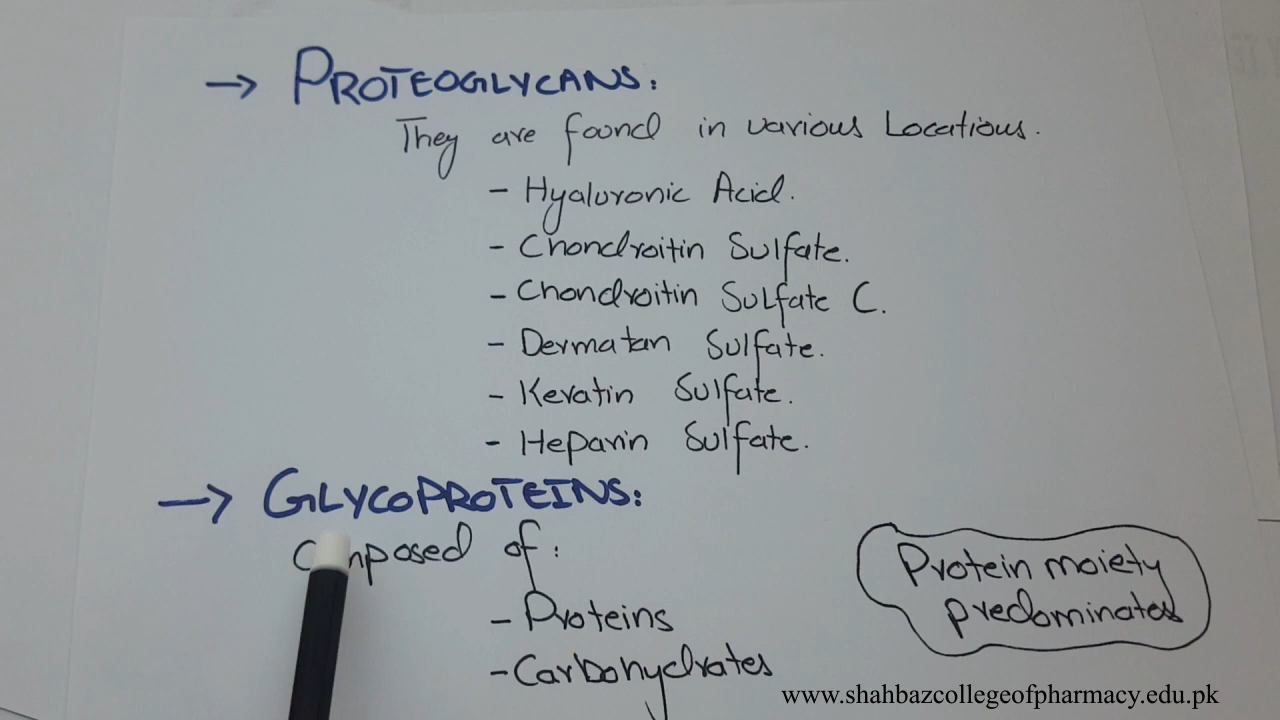 → PROTEOGLYCANS:
They are found in various Locations.
- Hyaluronic Acid.
- Chondroitin Sulfate.
- Chondroitin Sulfate C.
- Dermatan Sulfate.
- Keratin Sulfate.
- Heparin Sulfate.
→ GLYCOPROTEINS:
Composed of:
- Proteins
- Carbohydrates
Protein moiety
predominates
www.shahbazcollegeofpharmacy.edu.pk